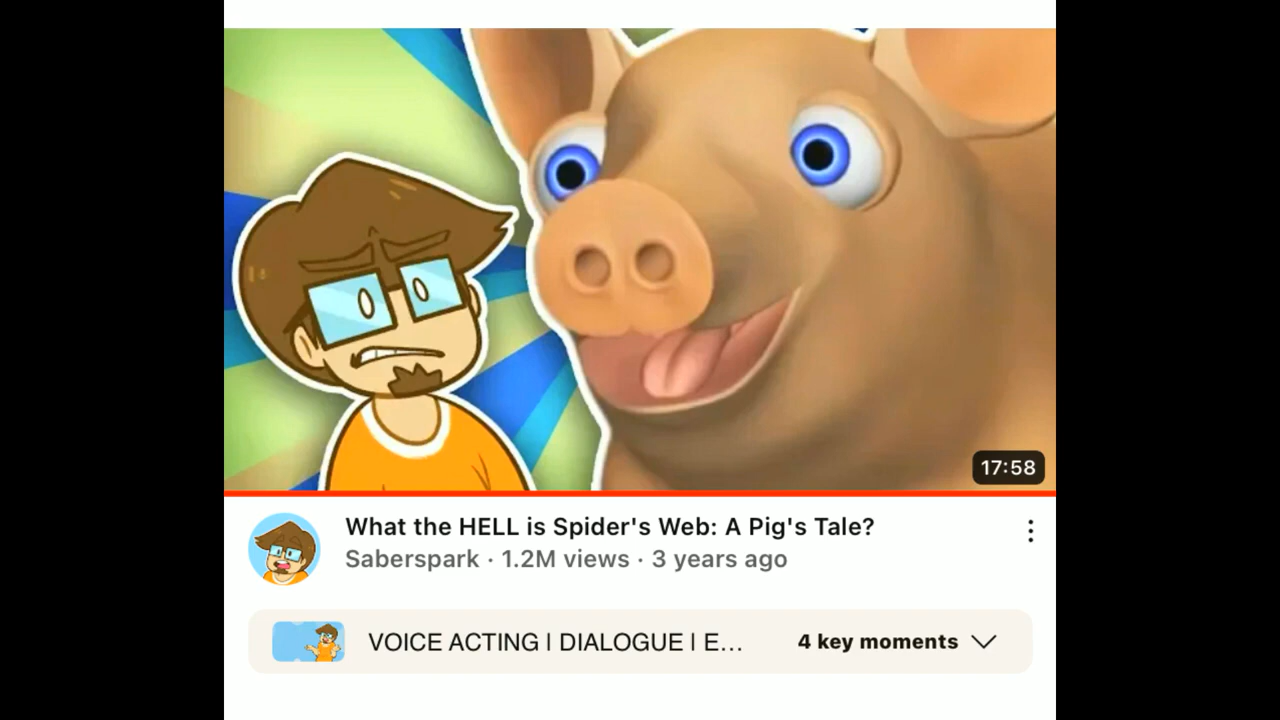 17:58
What the HELL is Spider's Web: A Pig's Tale?
Saberspark · 1.2M views · 3 years ago
VOICE ACTING | DIALOGUE | E... 4 key moments